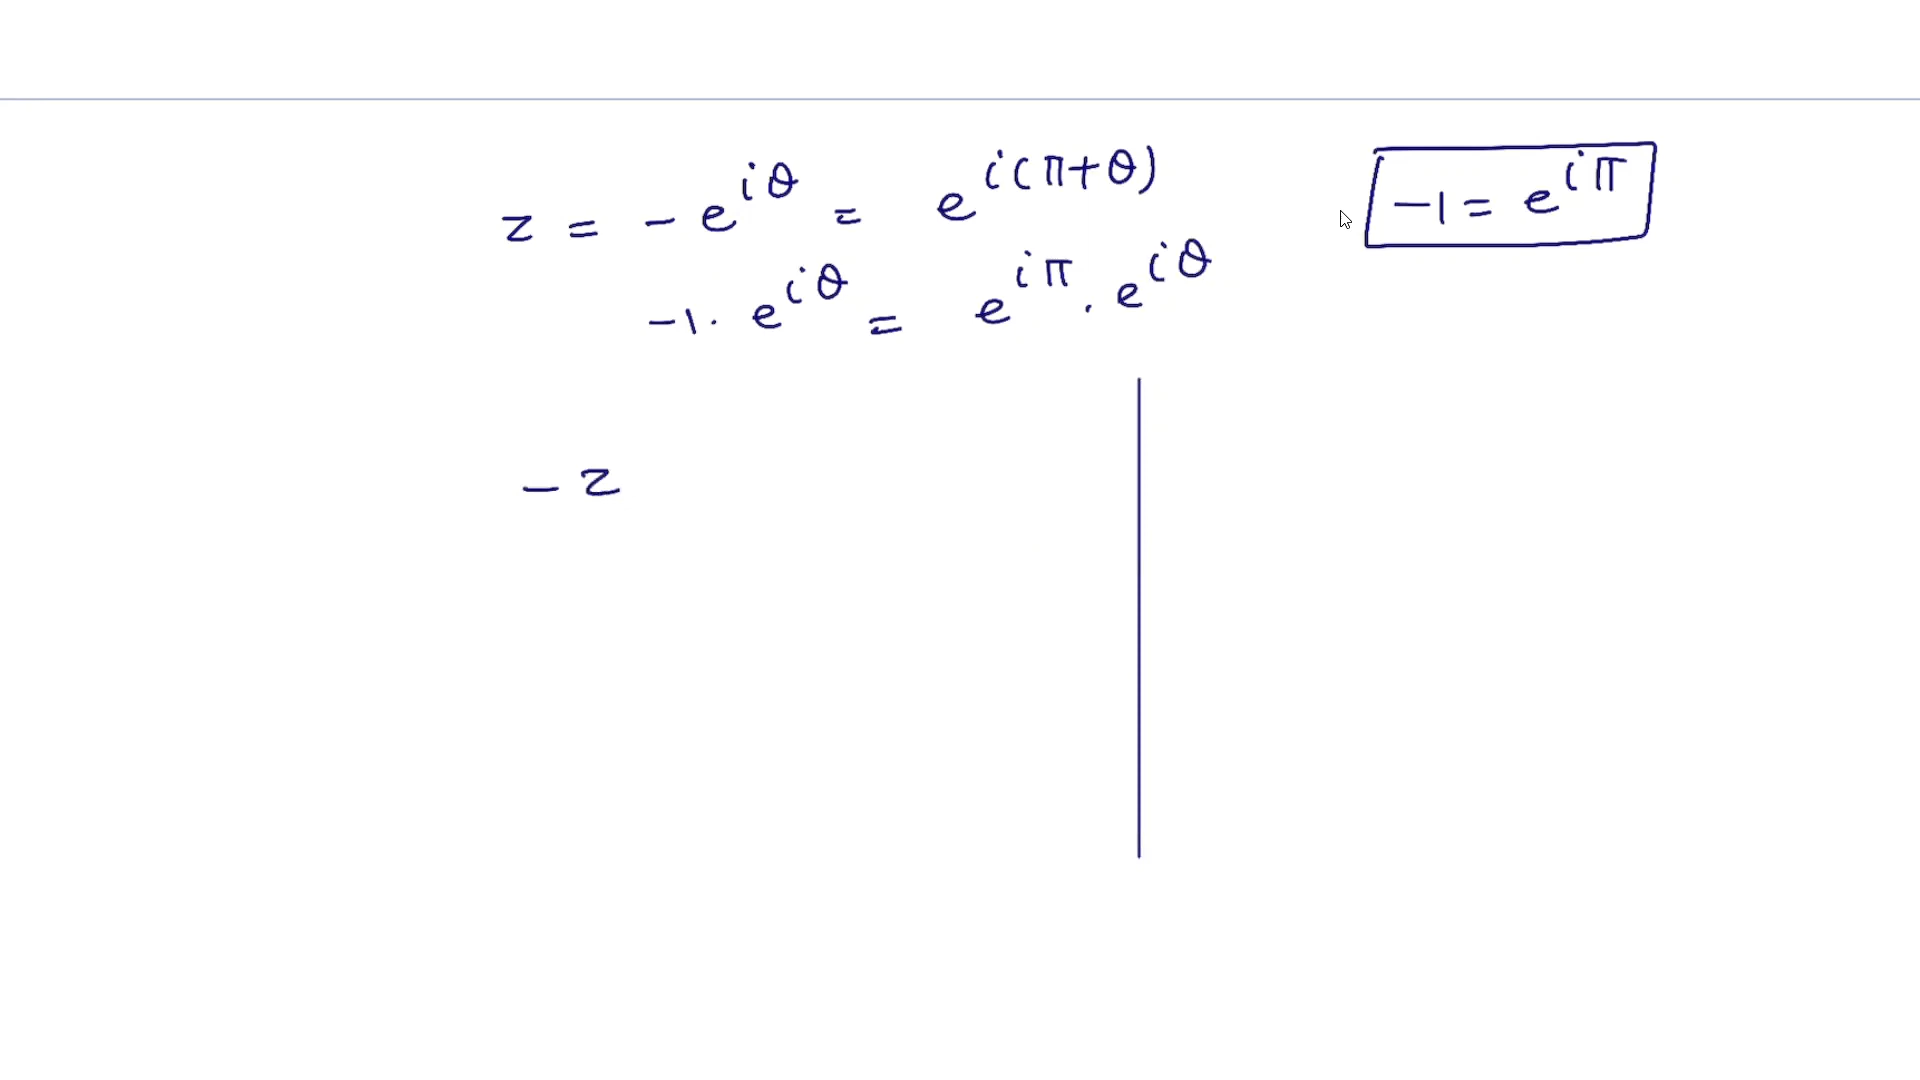 z = - e^{iθ} = e^{i(π+θ)}
-1 = e^{iπ}
-1. e^{iθ} = e^{iπ} . e^{iθ}
- z